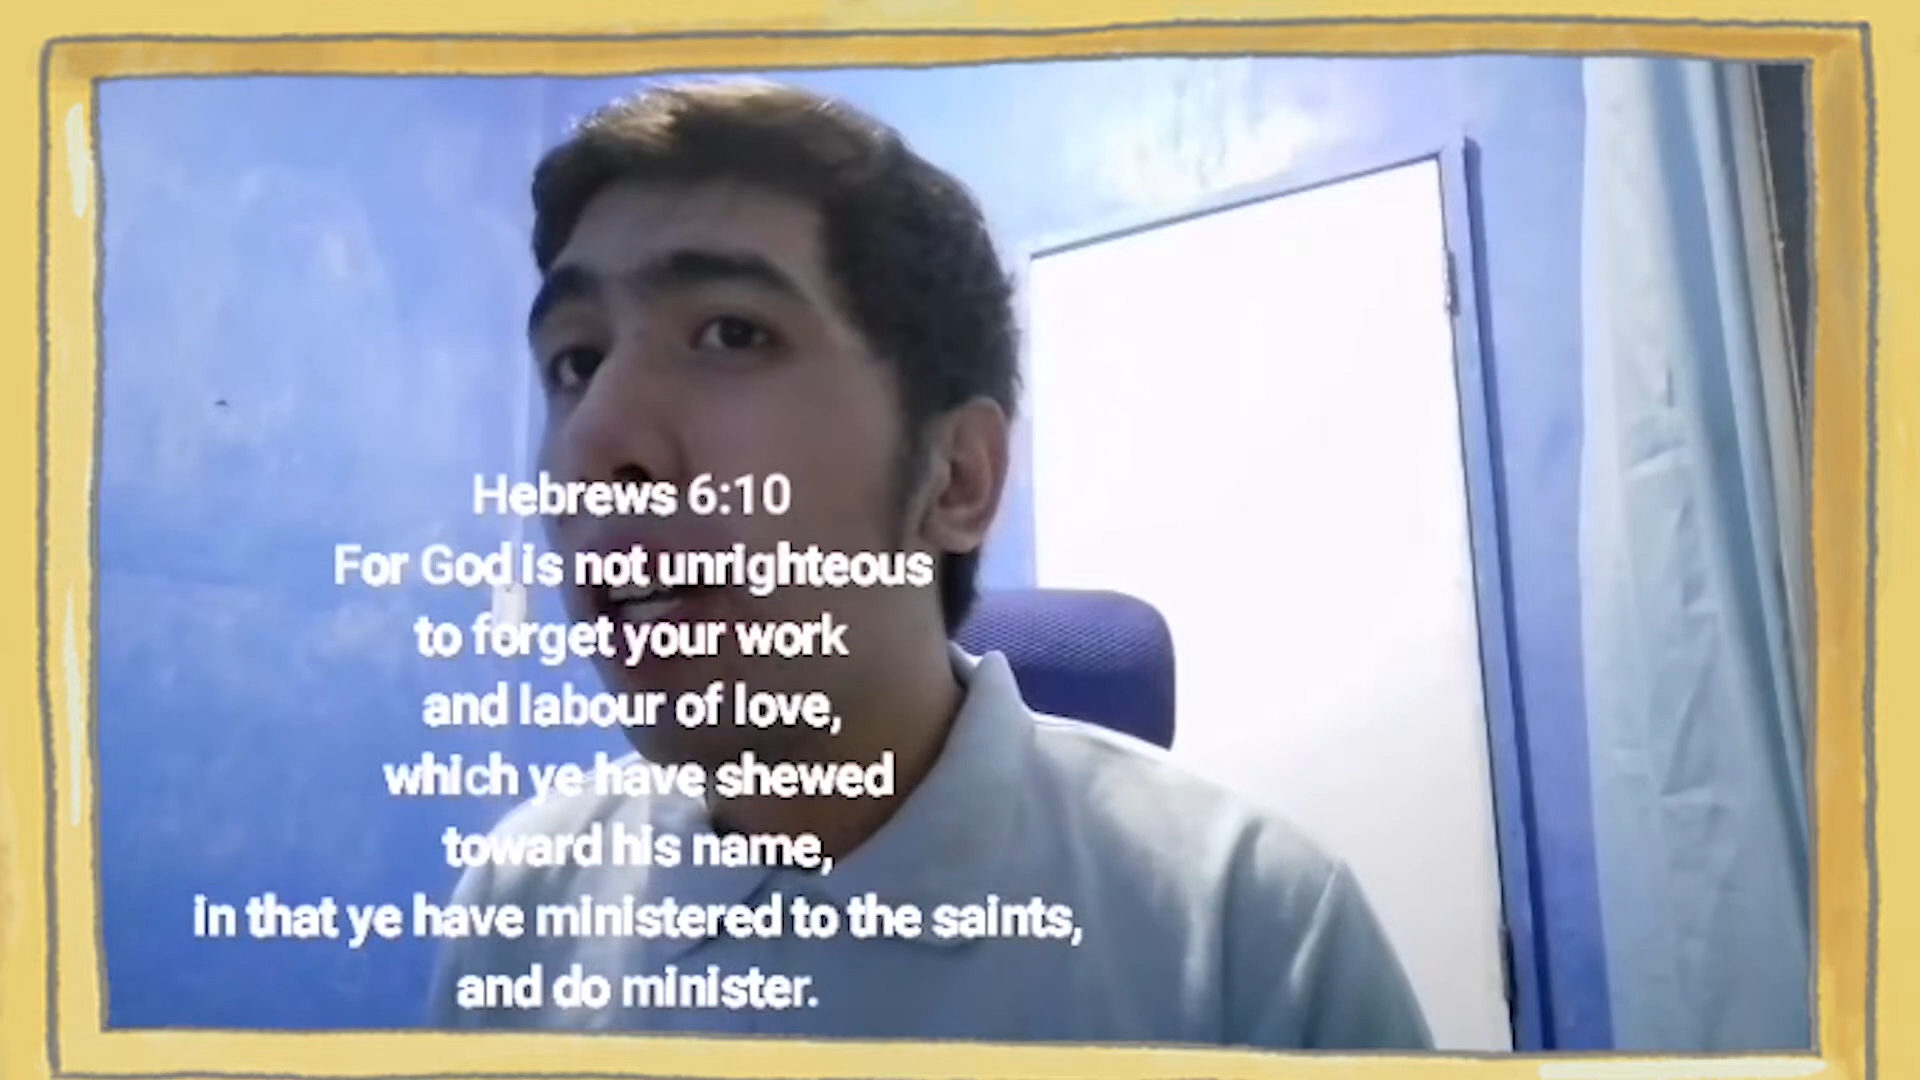 Hebrews 6:10
For God is not unrighteous
to forget your work
and labour of love,
which ye have shewed
toward his name,
in that ye have ministered to the saints,
and do minister.